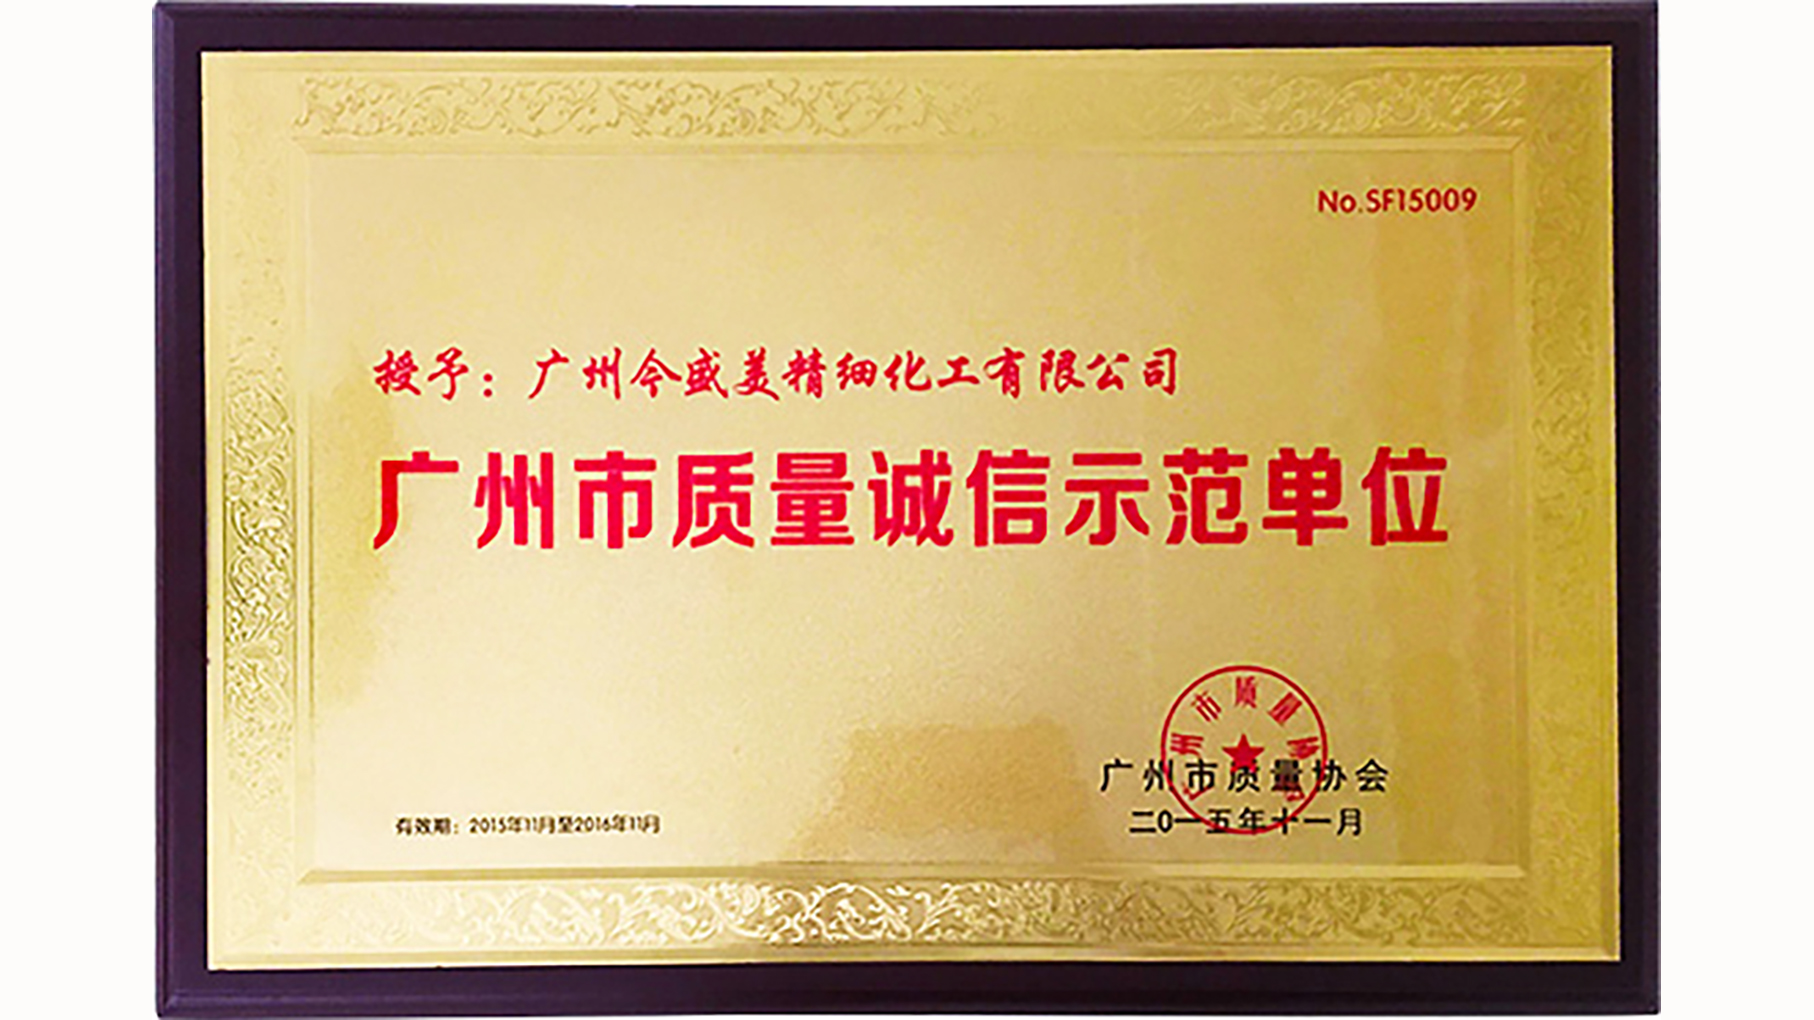 No.SF15009
授予：广州今盛美精细化工有限公司
广州市质量诚信示范单位
广州市质量协会
二0一五年十一月
有效期：2015年11月至2016年11月